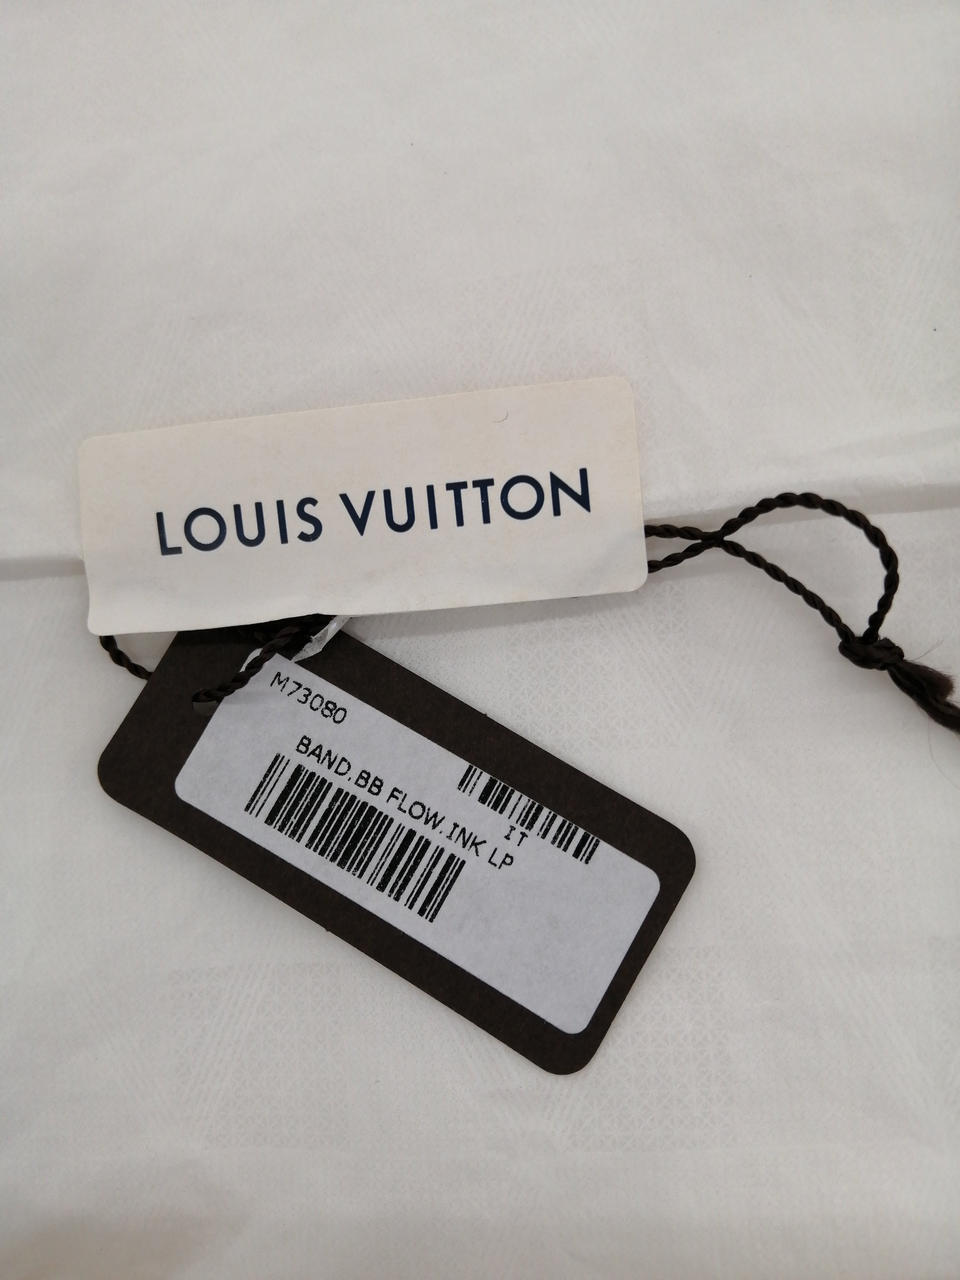 LOUIS VUITTON
M73080
BAND.BB FLOW.INK LP
IT